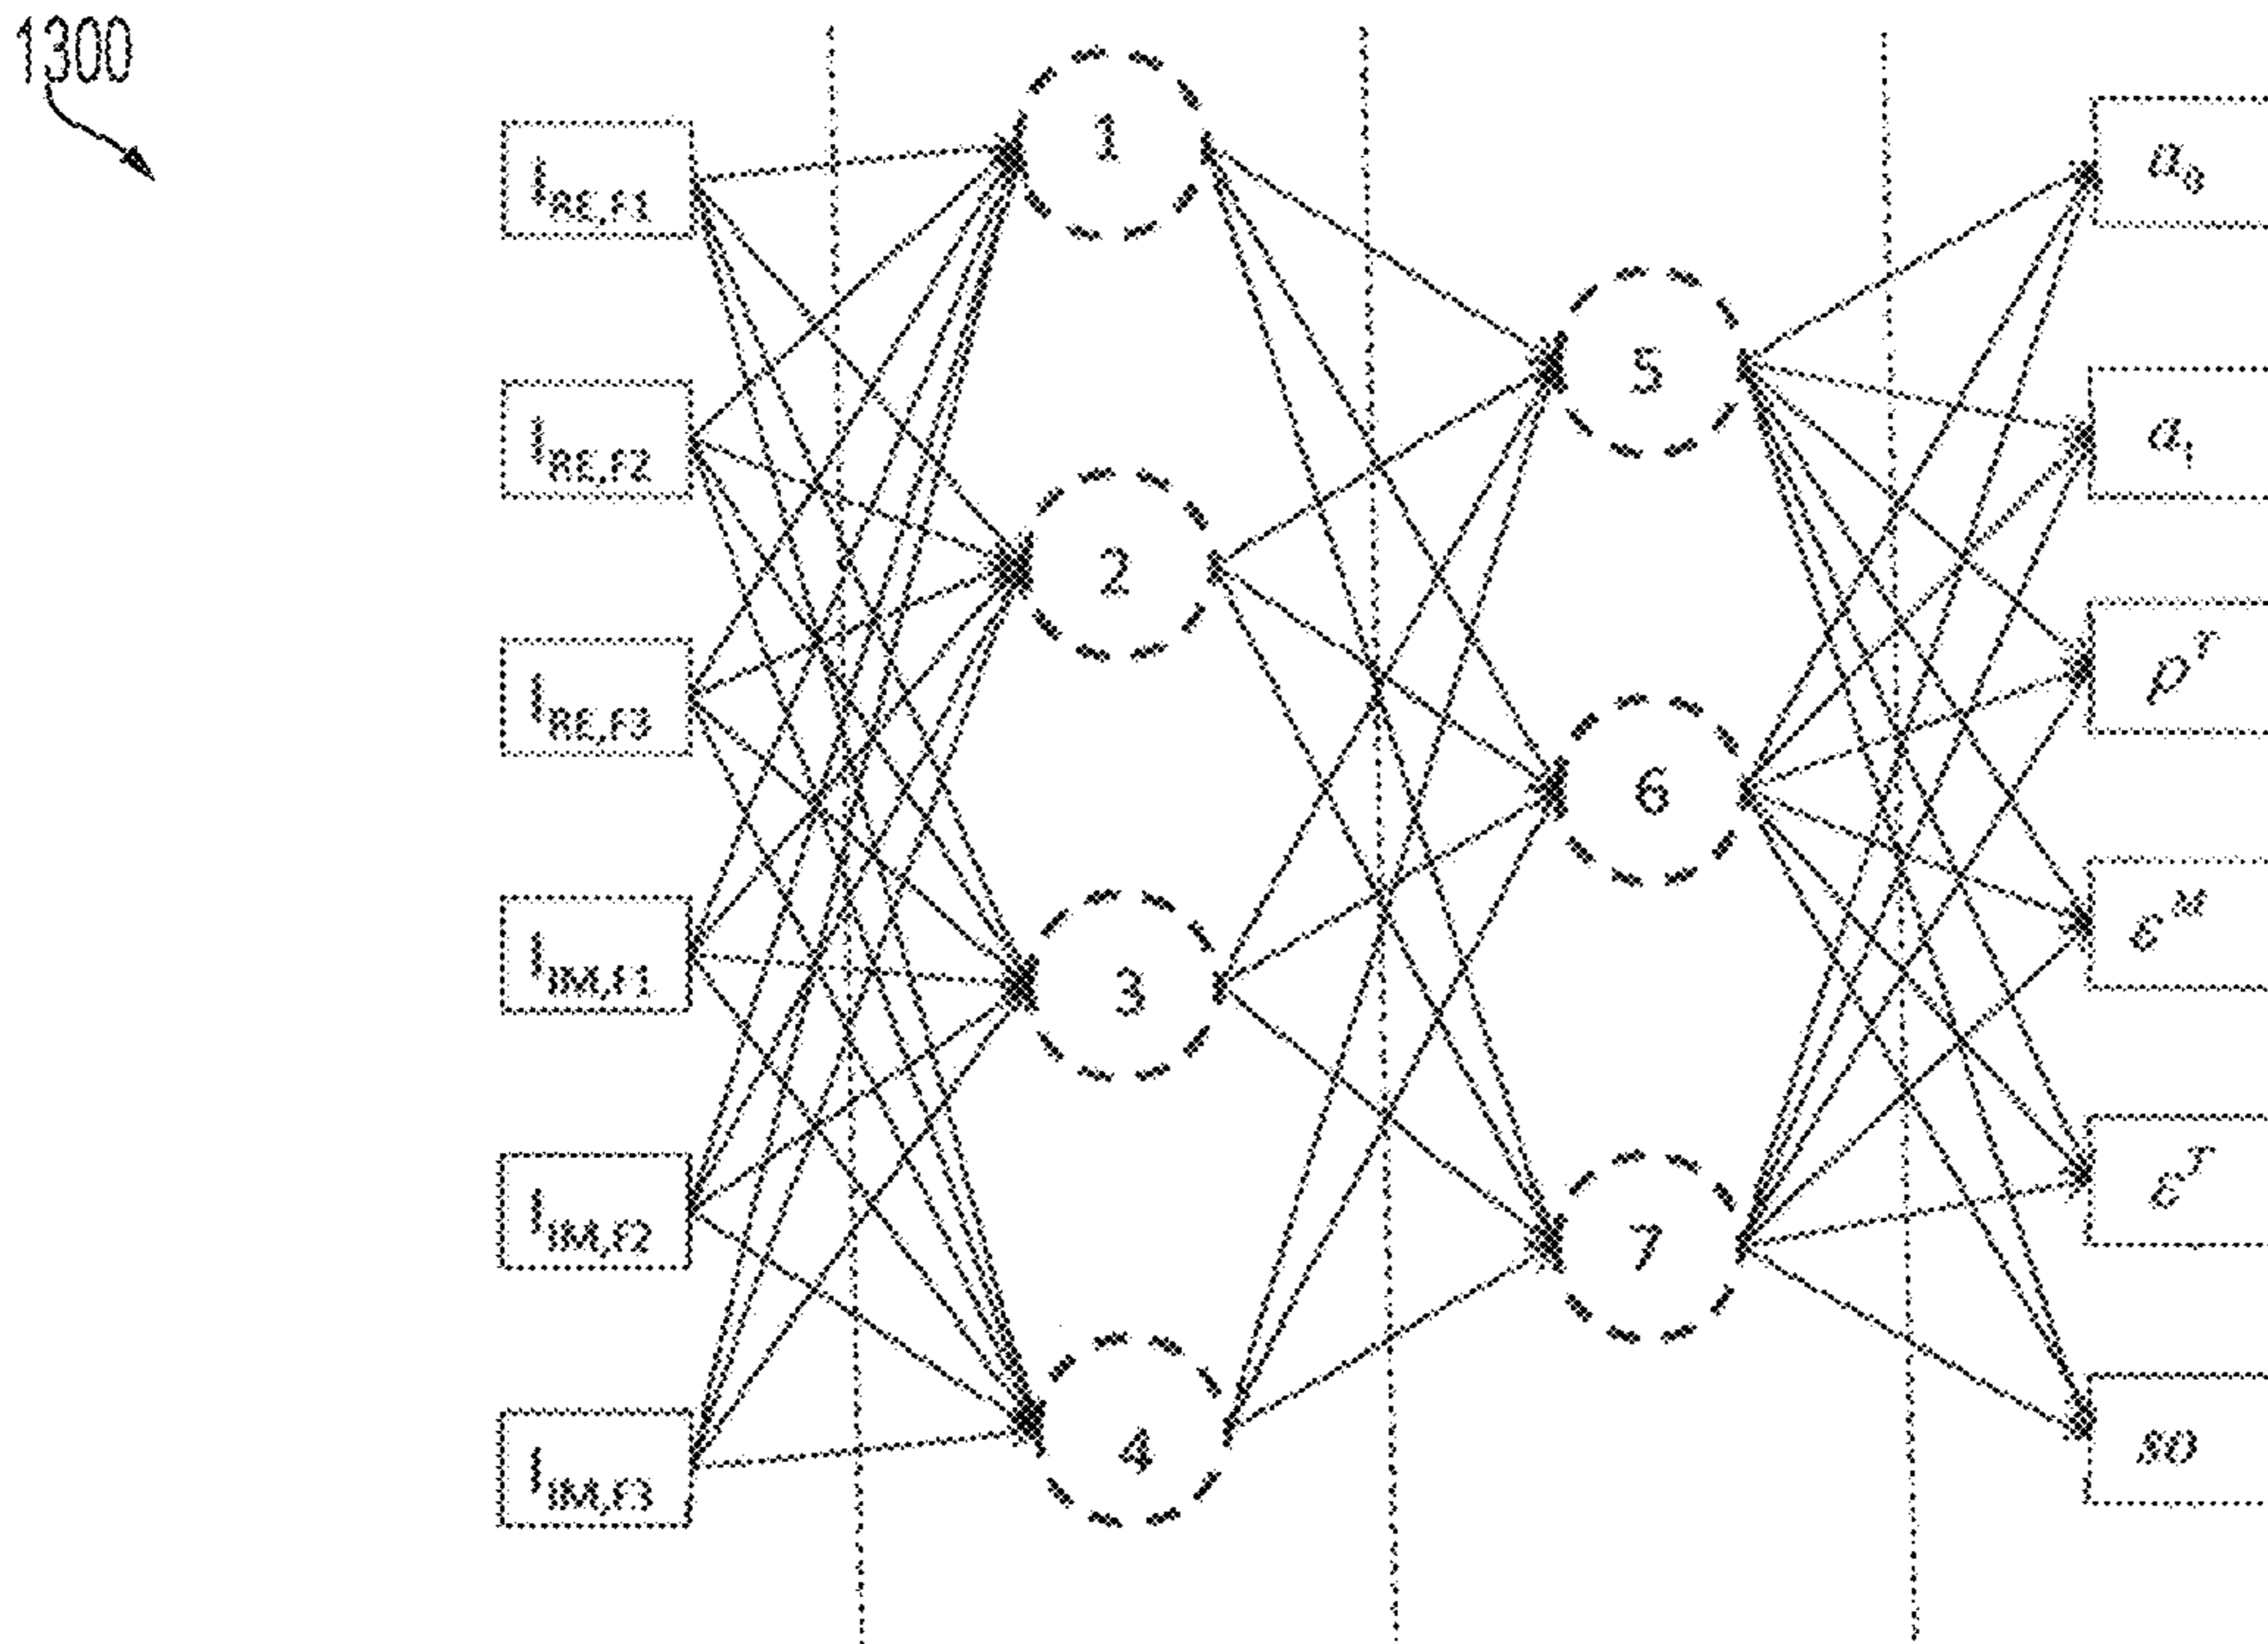 1300
I_RE,F1
I_RE,F2
I_RE,F3
I_IM,F1
I_IM,F2
I_IM,F3
1
2
3
4
5
6
7
a_0
a_1
ρ^T
ε^M
ε^T
so